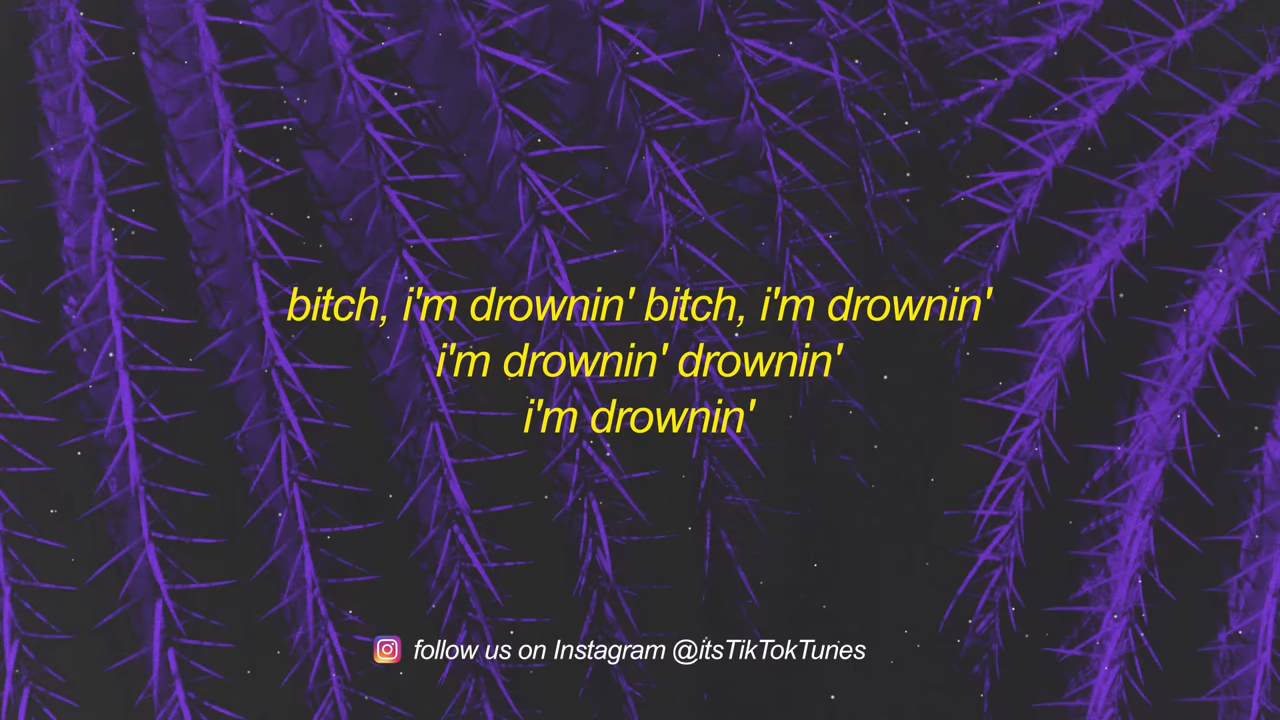 bitch, i'm drownin' bitch, i'm drownin'
i'm drownin' drownin'
i'm drownin'
follow us on Instagram @itsTikTokTunes